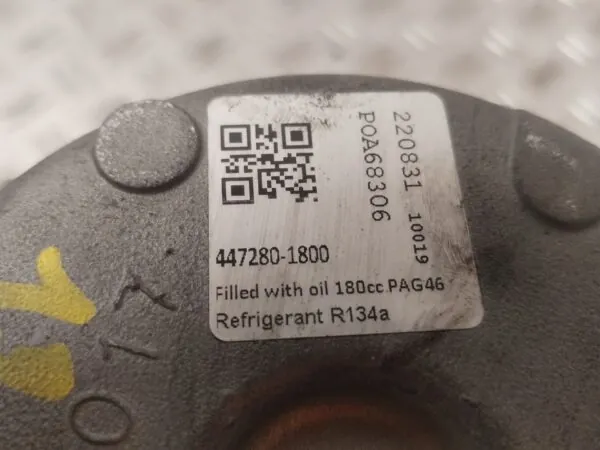 220831 10019
POA68306
447280-1800
Filled with oil 180cc PAG46
Refrigerant R134a